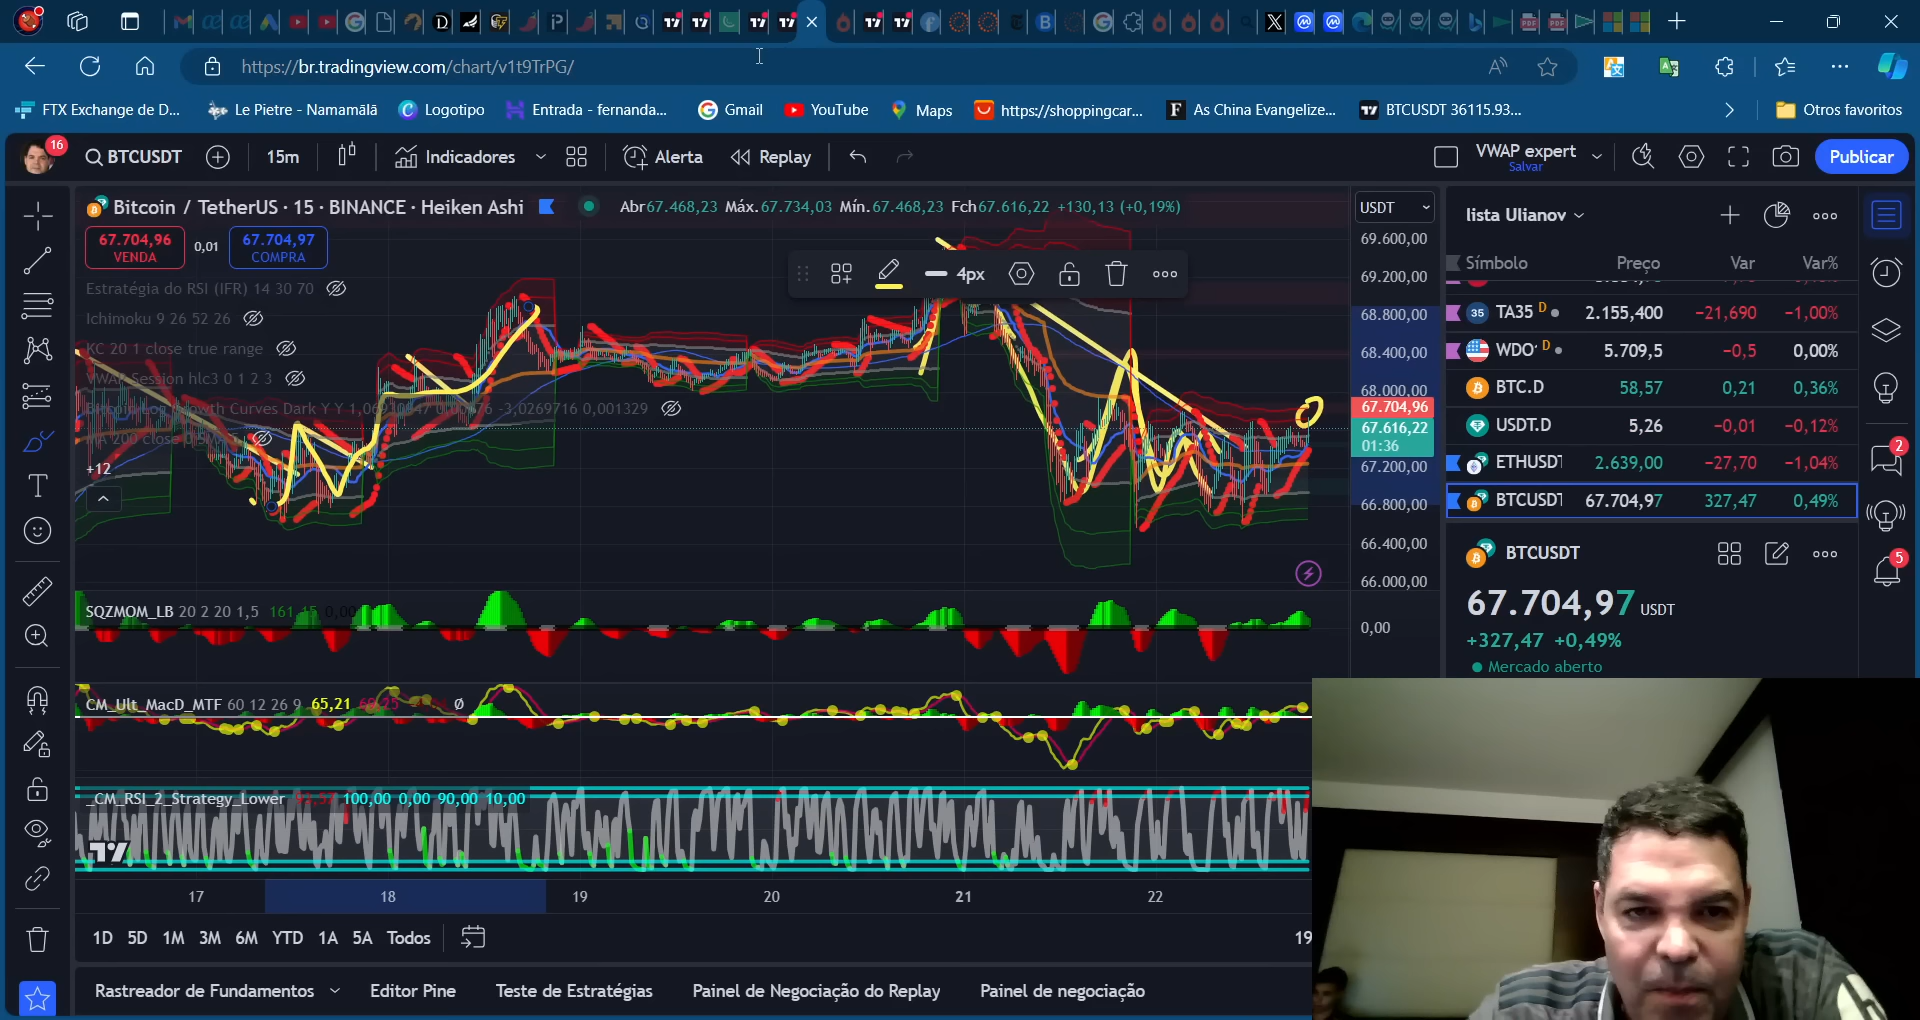 https://br.tradingview.com/chart/v1t9TrPG/
FTX Exchange de D...
Le Pietre - Namamālā
Logotipo
Entrada - fernanda...
Gmail
YouTube
Maps
https://shoppingcar...
As China Evangelize...
BTCUSDT 36115.93...
Otros favoritos
16
BTCUSDT
15m
Indicadores
Alerta
Replay
VWAP expert
Salvar
Publicar
Bitcoin / TetherUS · 15 · BINANCE · Heiken Ashi
Abr67.468,23 Máx.67.734,03 Mín.67.468,23 Fch67.616,22 +130,13 (+0,19%)
USDT
67.704,96
VENDA
0,01
67.704,97
COMPRA
4px
Estratégia do RSI (IFR) 14 30 70
Ichimoku 9 26 52 26
KC 20 1 close true range
VWAP Session hlc3 0 1 2 3
+12
69.600,00
69.200,00
68.800,00
68.400,00
68.000,00
67.704,96
67.616,22
01:36
67.200,00
66.800,00
66.400,00
66.000,00
SQZMOM_LB 20 2 20 1,5
0,00
CM_Ult_MacD_MTF 60 12 26 9 65,21
_CM_RSI_2_Strategy_Lower
100,00 0,00 90,00 10,00
17
18
19
20
21
22
1D
5D
1M
3M
6M
YTD
1A
5A
Todos
19
Rastreador de Fundamentos
Editor Pine
Teste de Estratégias
Painel de Negociação do Replay
Painel de negociação
lista Ulianov
Símbolo
Preço
Var
Var%
TA35 D 2.155,400 −21,690 −1,00%
WDO D 5.709,5 −0,5 0,00%
BTC.D 58,57 0,21 0,36%
USDT.D 5,26 −0,01 −0,12%
ETHUSDT 2.639,00 −27,70 −1,04%
BTCUSDT 67.704,97 327,47 0,49%
BTCUSDT
67.704,97 USDT
+327,47 +0,49%
Mercado aberto
2
5